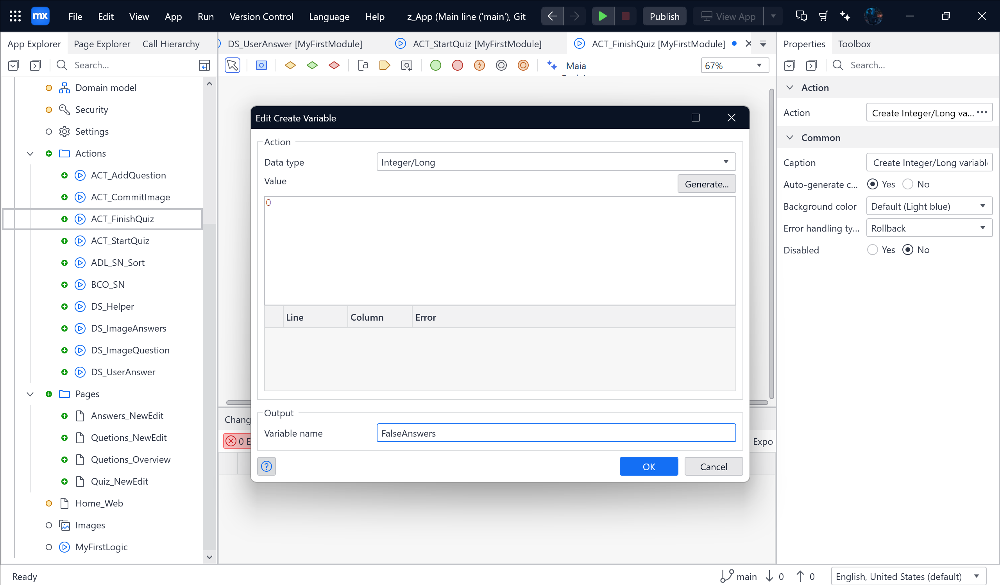 mx
File Edit View App Run Version Control Language Help z_App (Main line ('main'), Git Publish View App
App Explorer Page Explorer Call Hierarchy
Search...
Domain model
Security
Settings
Actions
ACT_AddQuestion
ACT_CommitImage
ACT_FinishQuiz
ACT_StartQuiz
ADL_SN_Sort
BCO_SN
DS_Helper
DS_ImageAnswers
DS_ImageQuestion
DS_UserAnswer
Pages
Answers_NewEdit
Quetions_NewEdit
Quetions_Overview
Quiz_NewEdit
Home_Web
Images
MyFirstLogic
DS_UserAnswer [MyFirstModule] ACT_StartQuiz [MyFirstModule] ACT_FinishQuiz [MyFirstModule]
Maia
67%
Edit Create Variable
Action
Data type Integer/Long
Value Generate...
0
Line Column Error
Output
Variable name FalseAnswers
? OK Cancel
Chang
0 E
Expo
Properties Toolbox
Search...
Action
Action Create Integer/Long va... ...
Common
Caption Create Integer/Long variabl
Auto-generate c... Yes No
Background color Default (Light blue)
Error handling ty... Rollback
Disabled Yes No
Ready main 0 0 English, United States (default)